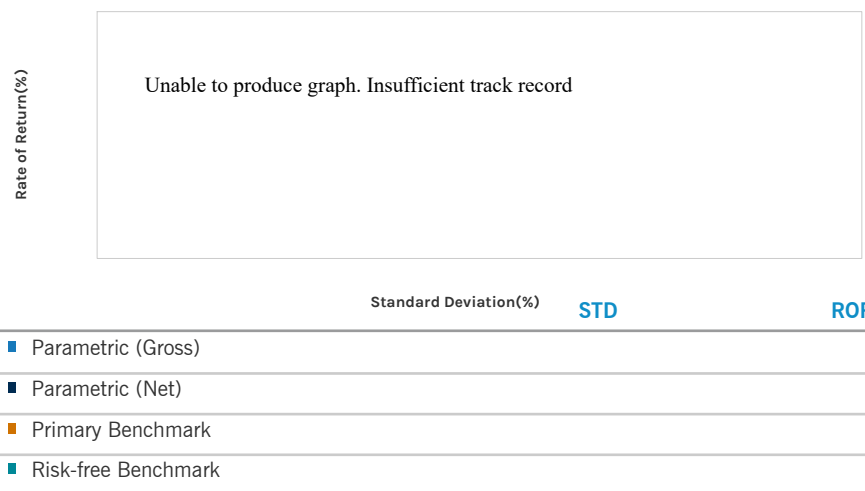 Rate of Return(%)
Unable to produce graph. Insufficient track record
Standard Deviation(%)
STD
Parametric (Gross)
Parametric (Net)
Primary Benchmark
Risk-free Benchmark